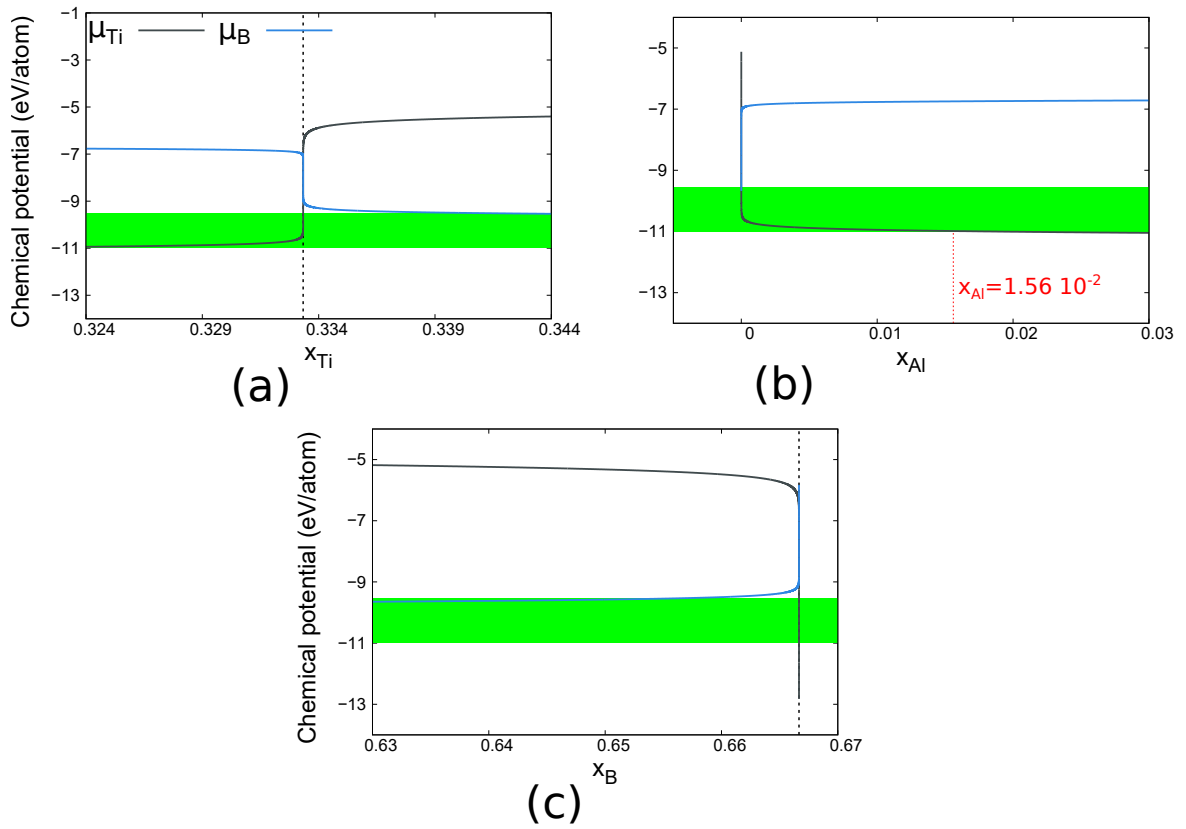 Chemical potential (eV/atom)
μTi μB
−1
−3
−5
−7
−9
−11
−13
0.324 0.329 0.334 0.339 0.344
xTi
(a)
−5
−7
−9
−11
−13
xAl=1.56 10-2
0 0.01 0.02 0.03
xAl
(b)
Chemical potential (eV/atom)
−5
−7
−9
−11
−13
0.63 0.64 0.65 0.66 0.67
xB
(c)